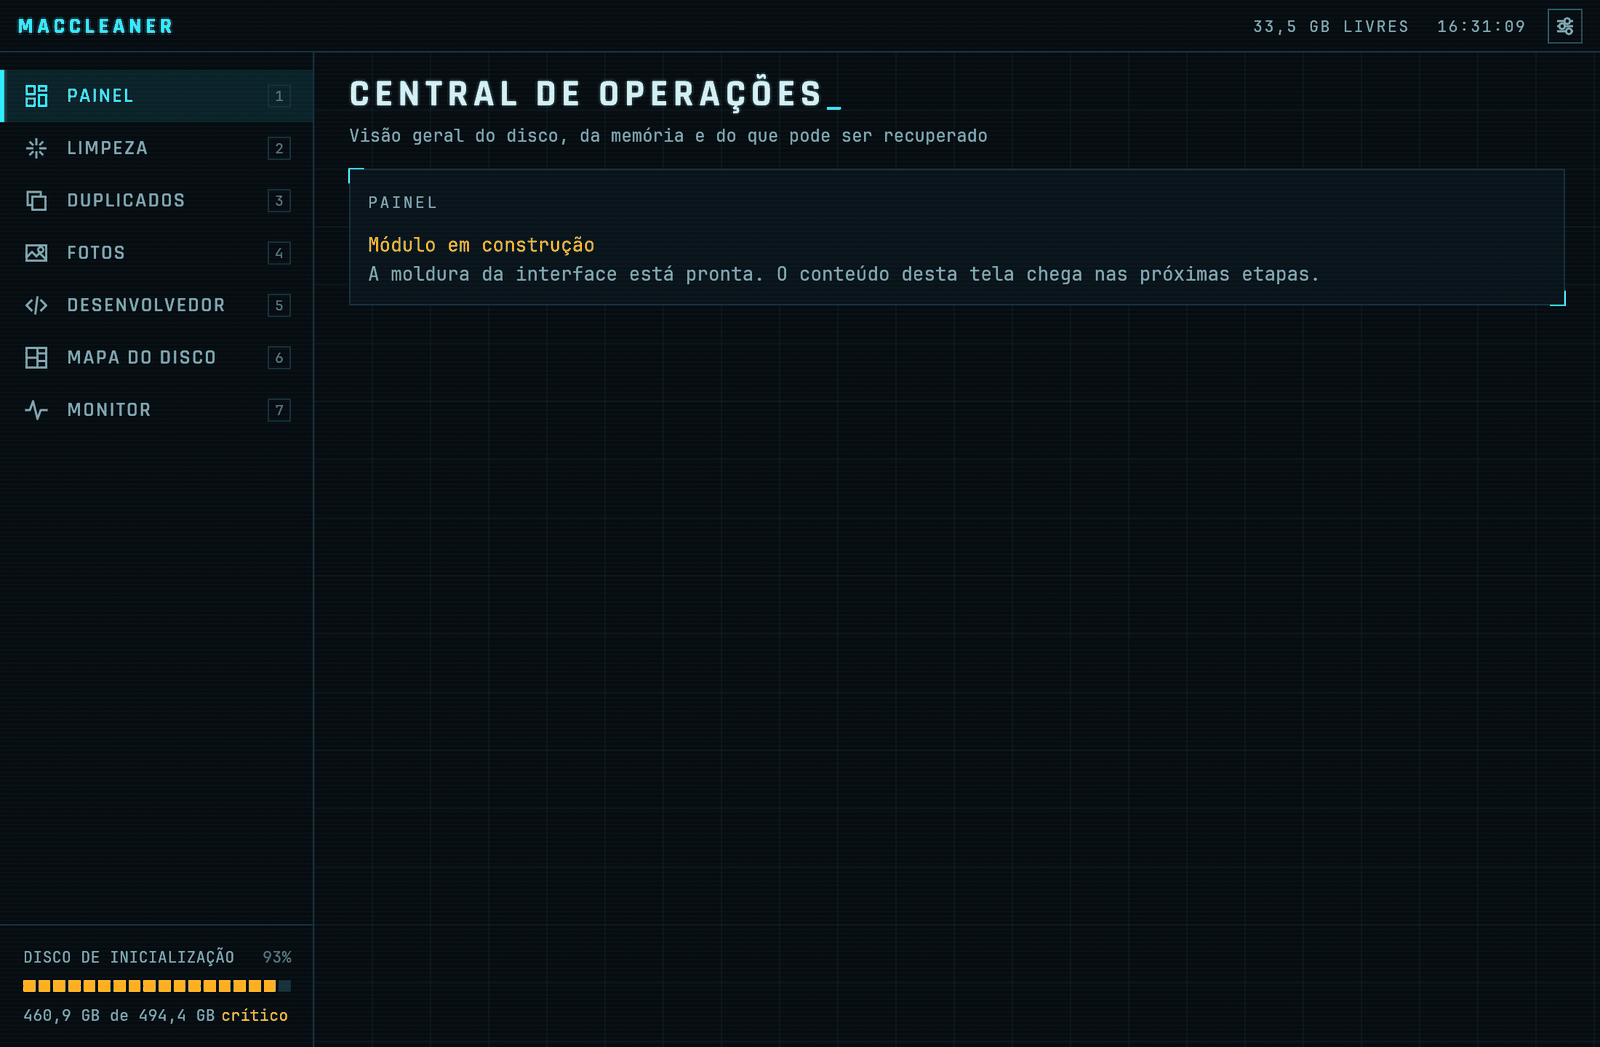 MACCLEANER
33,5 GB LIVRES 16:31:09
PAINEL 1
LIMPEZA 2
DUPLICADOS 3
FOTOS 4
DESENVOLVEDOR 5
MAPA DO DISCO 6
MONITOR 7
CENTRAL DE OPERAÇÕES_
Visão geral do disco, da memória e do que pode ser recuperado
PAINEL
Módulo em construção
A moldura da interface está pronta. O conteúdo desta tela chega nas próximas etapas.
DISCO DE INICIALIZAÇÃO 93%
460,9 GB de 494,4 GB crítico